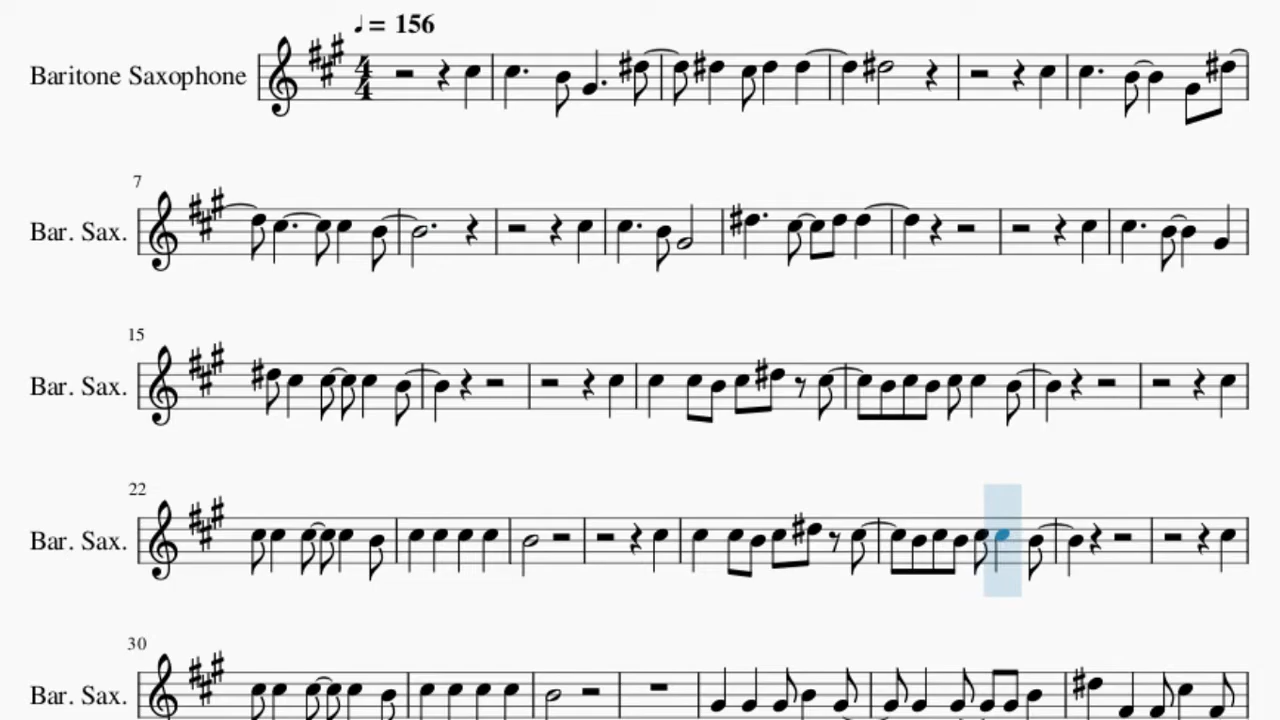 ♩= 156
Baritone Saxophone
4
4
7
Bar. Sax.
15
Bar. Sax.
22
Bar. Sax.
30
Bar. Sax.